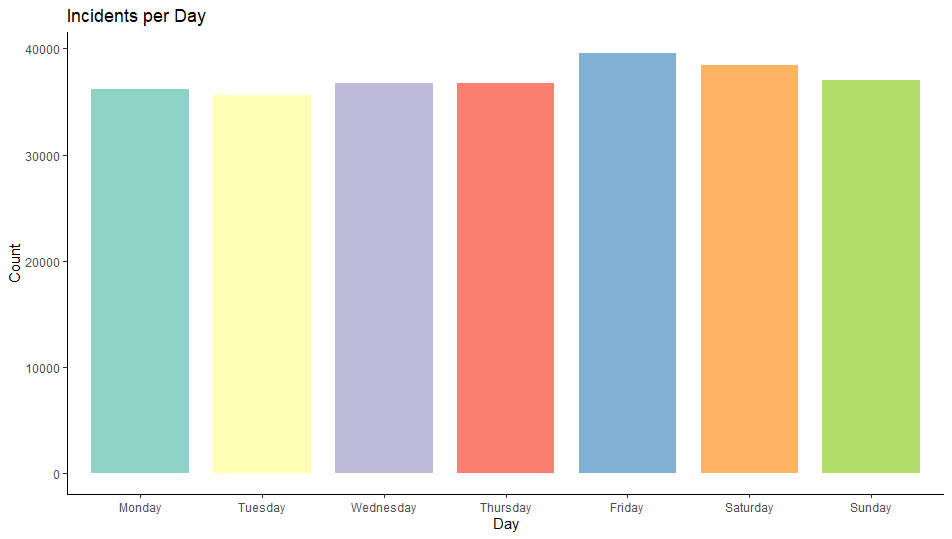 Incidents per Day
Count
40000
30000
20000
10000
0
Monday Tuesday Wednesday Thursday Friday Saturday Sunday
Day